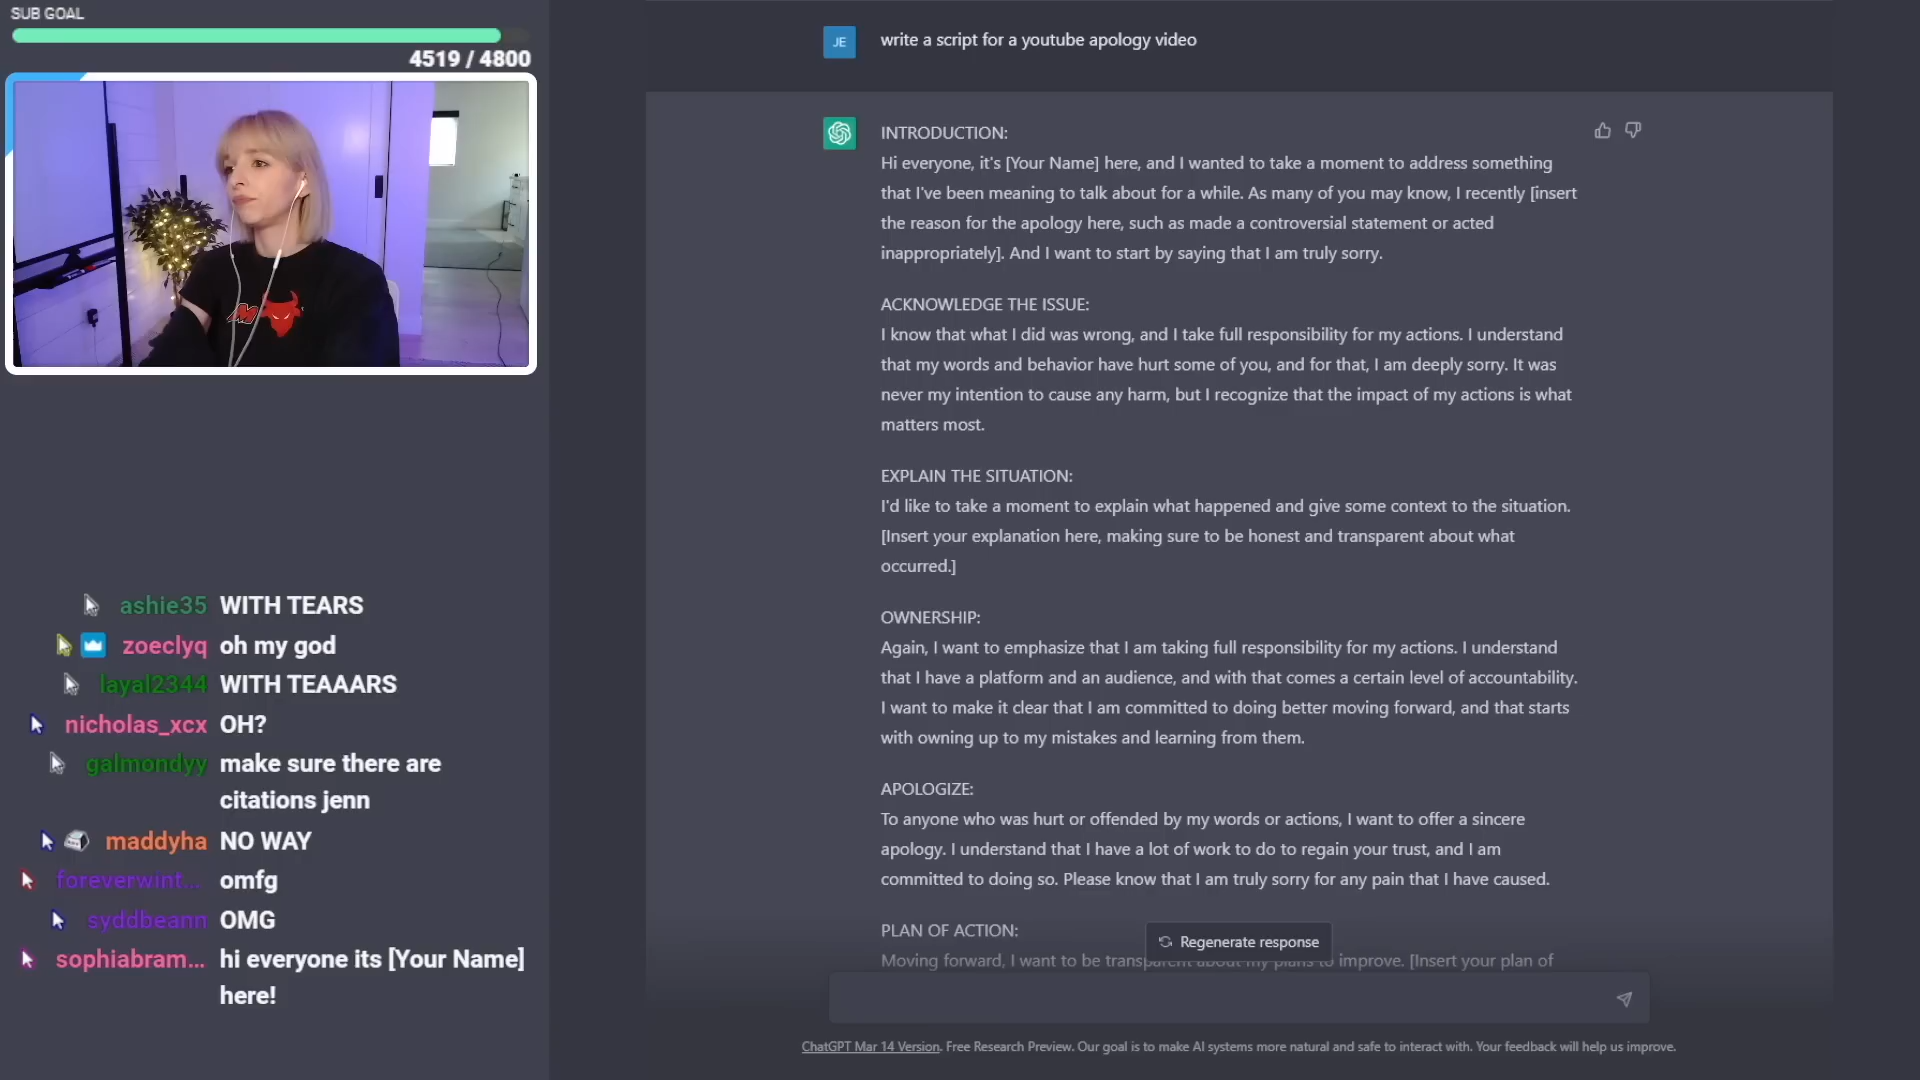 SUB GOAL
4519 / 4800
ashie35 WITH TEARS
zoeclyq oh my god
layal2344 WITH TEAAARS
nicholas_xcx OH?
galmondyy make sure there are
citations jenn
maddyha NO WAY
foreverwint... omfg
syddbeann OMG
sophiabram... hi everyone its [Your Name]
here!
JE
write a script for a youtube apology video
INTRODUCTION:
Hi everyone, it's [Your Name] here, and I wanted to take a moment to address something
that I've been meaning to talk about for a while. As many of you may know, I recently [insert
the reason for the apology here, such as made a controversial statement or acted
inappropriately]. And I want to start by saying that I am truly sorry.
ACKNOWLEDGE THE ISSUE:
I know that what I did was wrong, and I take full responsibility for my actions. I understand
that my words and behavior have hurt some of you, and for that, I am deeply sorry. It was
never my intention to cause any harm, but I recognize that the impact of my actions is what
matters most.
EXPLAIN THE SITUATION:
I'd like to take a moment to explain what happened and give some context to the situation.
[Insert your explanation here, making sure to be honest and transparent about what
occurred.]
OWNERSHIP:
Again, I want to emphasize that I am taking full responsibility for my actions. I understand
that I have a platform and an audience, and with that comes a certain level of accountability.
I want to make it clear that I am committed to doing better moving forward, and that starts
with owning up to my mistakes and learning from them.
APOLOGIZE:
To anyone who was hurt or offended by my words or actions, I want to offer a sincere
apology. I understand that I have a lot of work to do to regain your trust, and I am
committed to doing so. Please know that I am truly sorry for any pain that I have caused.
PLAN OF ACTION:
Regenerate response
Moving forward, I want to be transparent about my plans to improve. [Insert your plan of
ChatGPT Mar 14 Version. Free Research Preview. Our goal is to make AI systems more natural and safe to interact with. Your feedback will help us improve.